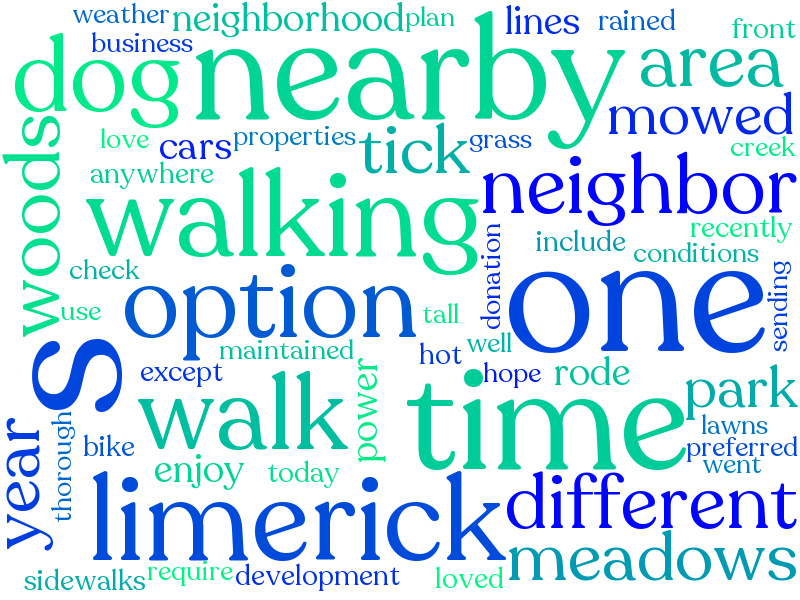 weather neighborhood plan lines rained front
business
dog nearby area
mowed
love cars properties tick grass creek
anywhere
woods walking neighbor
recently
check donation include conditions
use option tall one sending
maintained hot well
s except hope rode
walk power time park
year thorough bike lawns
preferred
enjoy today went
limerick different
meadows
sidewalks require development loved